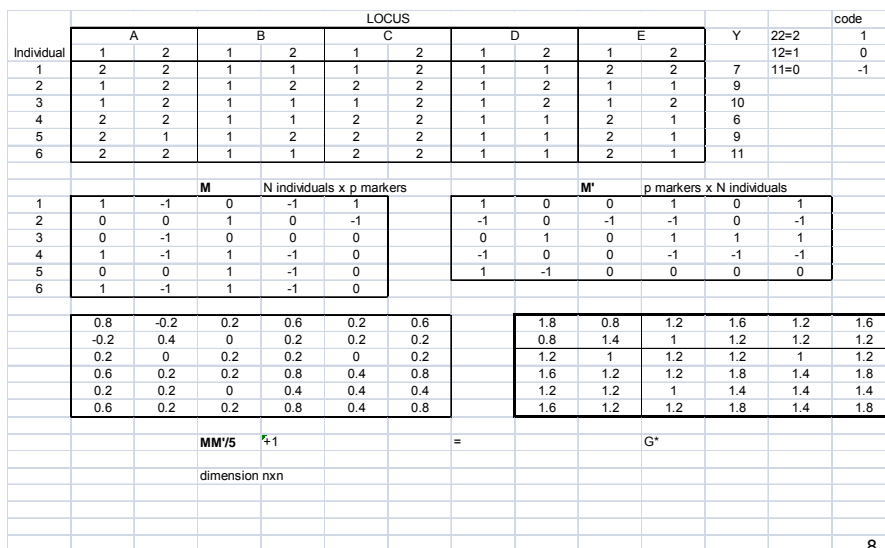 LOCUS code
A B C D E Y 22=2 1
Individual 1 2 1 2 1 2 1 2 1 2 12=1 0
1 2 2 1 1 1 2 1 1 2 2 7 11=0 -1
2 1 2 1 2 2 2 1 2 1 1 9
3 1 2 1 1 1 2 1 2 1 2 10
4 2 2 1 1 2 2 1 1 2 1 6
5 2 1 1 2 2 2 1 1 2 1 9
6 2 2 1 1 2 2 1 1 2 1 11
M N individuals x p markers M' p markers x N individuals
1 1 -1 0 -1 1 1 0 0 1 0 1
2 0 0 1 0 -1 -1 0 -1 -1 0 -1
3 0 -1 0 0 0 0 1 0 1 1 1
4 1 -1 1 -1 0 -1 0 0 -1 -1 -1
5 0 0 1 -1 0 1 -1 0 0 0 0
6 1 -1 1 -1 0
0.8 -0.2 0.2 0.6 0.2 0.6 1.8 0.8 1.2 1.6 1.2 1.6
-0.2 0.4 0 0.2 0.2 0.2 0.8 1.4 1 1.2 1.2 1.2
0.2 0 0.2 0.2 0 0.2 1.2 1 1.2 1.2 1 1.2
0.6 0.2 0.2 0.8 0.4 0.8 1.6 1.2 1.2 1.8 1.4 1.8
0.2 0.2 0 0.4 0.4 0.4 1.2 1.2 1 1.4 1.4 1.4
0.6 0.2 0.2 0.8 0.4 0.8 1.6 1.2 1.2 1.8 1.4 1.8
MM'/5 +1 = G*
dimension nxn
8